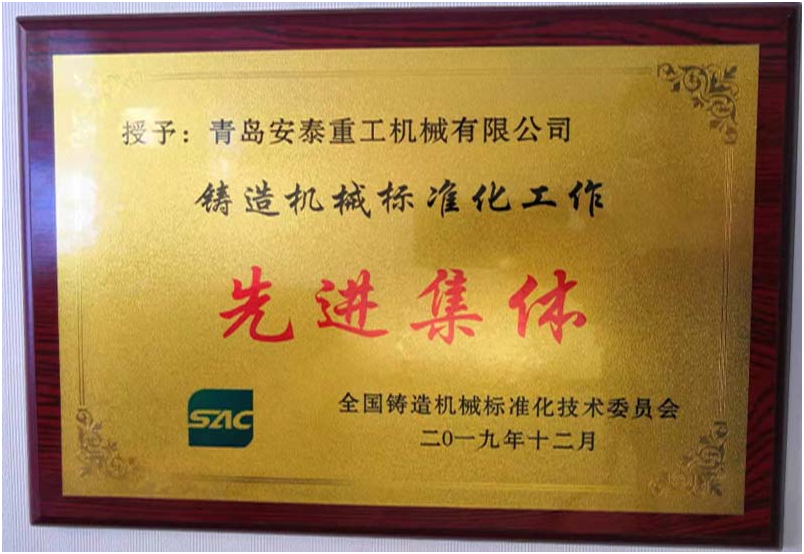 授予：青岛安泰重工机械有限公司
铸造机械标准化工作
先进集体
SAC
全国铸造机械标准化技术委员会
二0一九年十二月